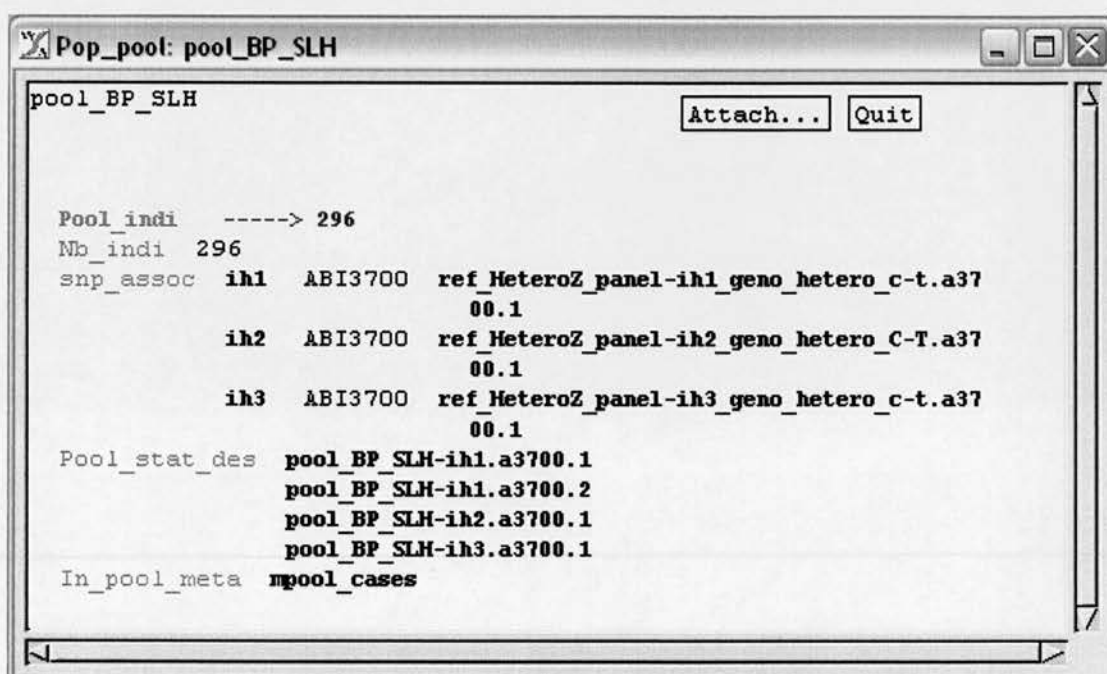 Pop_pool: pool_BP_SLH
pool_BP_SLH
Attach... Quit
Pool_indi -----> 296
Nb_indi 296
snp_assoc ih1 ABI3700 ref_HeteroZ_panel-ih1_geno_hetero_c-t.a37
00.1
ih2 ABI3700 ref_HeteroZ_panel-ih2_geno_hetero_C-T.a37
00.1
ih3 ABI3700 ref_HeteroZ_panel-ih3_geno_hetero_c-t.a37
00.1
Pool_stat_des pool_BP_SLH-ih1.a3700.1
pool_BP_SLH-ih1.a3700.2
pool_BP_SLH-ih2.a3700.1
pool_BP_SLH-ih3.a3700.1
In_pool_meta mpool_cases